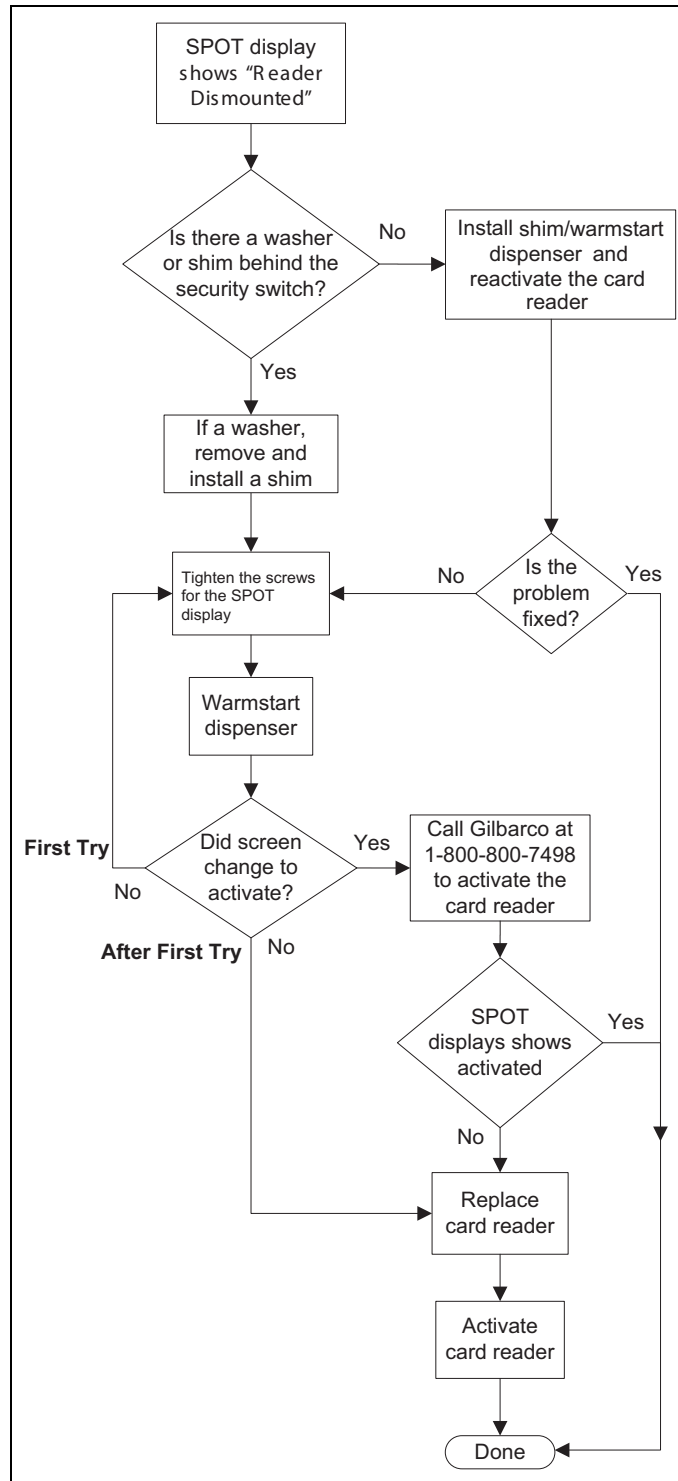 SPOT display
shows “Reader
Dismounted”
Is there a washer
or shim behind the
security switch?
No
Install shim/warmstart
dispenser and
reactivate the card
reader
Yes
If a washer,
remove and
install a shim
Tighten the screws
for the SPOT
display
No
Is the
problem
fixed?
Yes
Warmstart
dispenser
First Try
No
Did screen
change to
activate?
Yes
Call Gilbarco at
1-800-800-7498
to activate the
card reader
After First Try
No
SPOT
displays shows
activated
Yes
No
Replace
card reader
Activate
card reader
Done